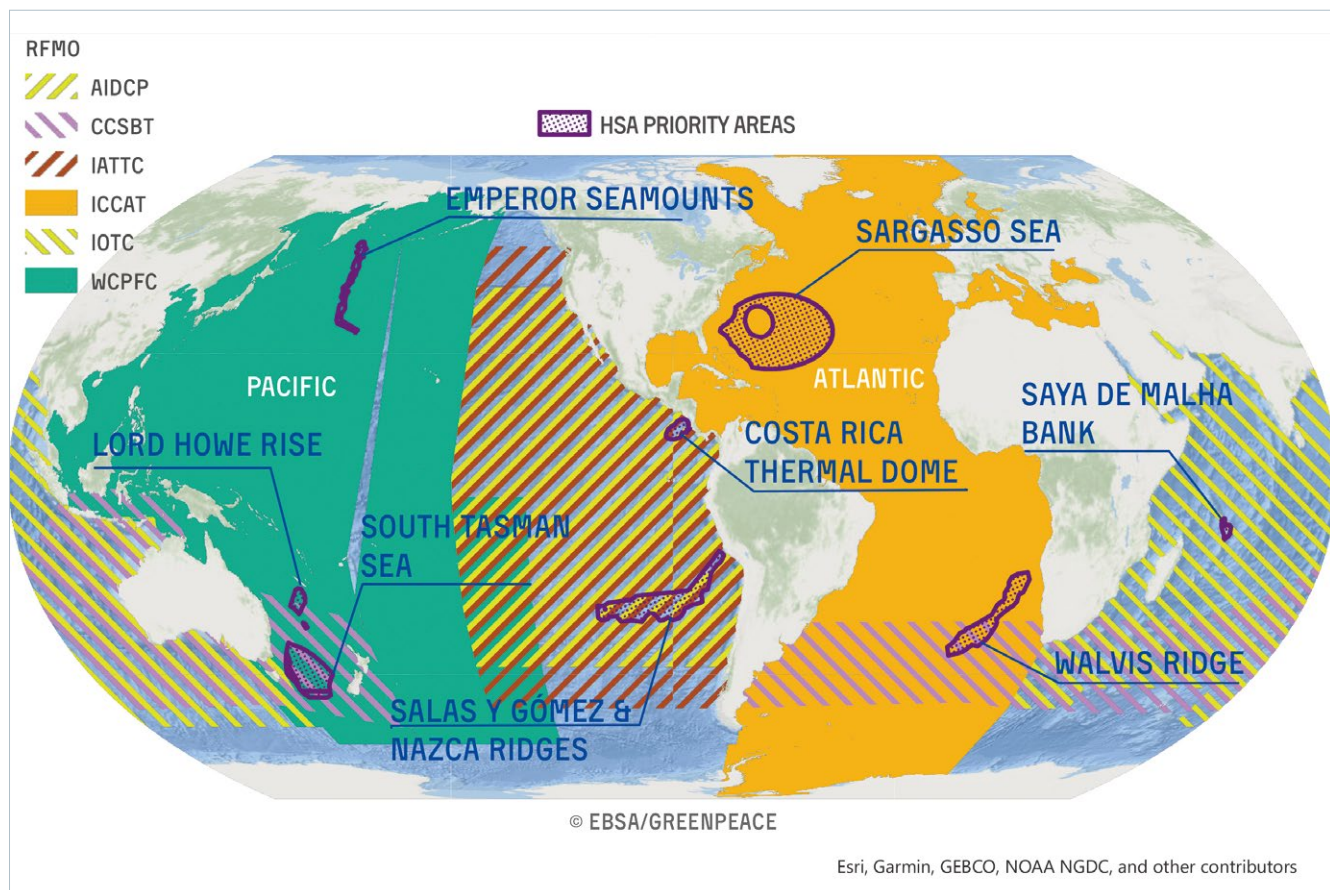 RFMO
AIDCP
CCSBT
IATTC
ICCAT
IOTC
WCPFC
HSA PRIORITY AREAS
EMPEROR SEAMOUNTS
SARGASSO SEA
PACIFIC
ATLANTIC
SAYA DE MALHA
BANK
LORD HOWE RISE
COSTA RICA
THERMAL DOME
SOUTH TASMAN
SEA
WALVIS RIDGE
SALAS Y GÓMEZ &
NAZCA RIDGES
© EBSA/GREENPEACE
Esri, Garmin, GEBCO, NOAA NGDC, and other contributors